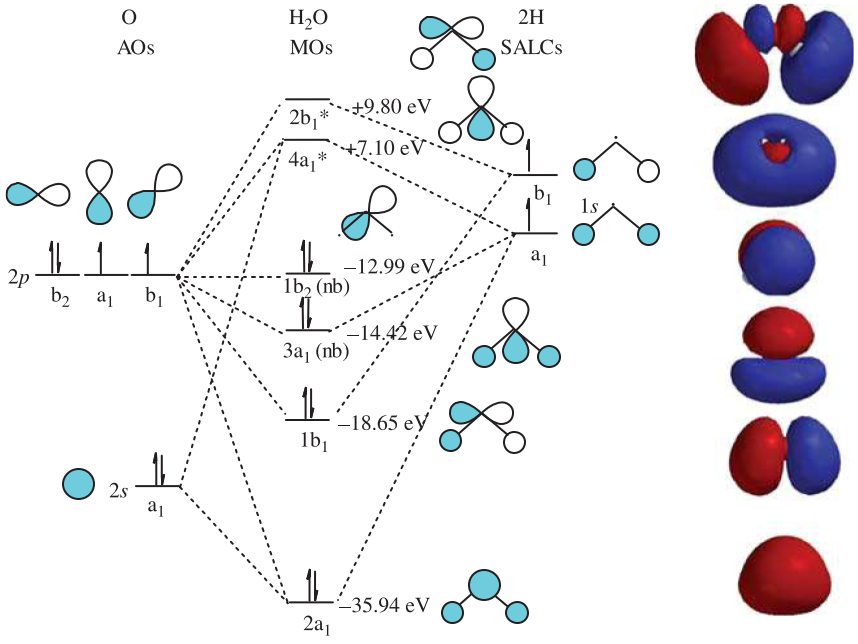 O H₂O 2H
AOs MOs SALCs
2b₁* +9.80 eV
4a₁* +7.10 eV
b₁
1s
a₁
2p b₂ a₁ b₁
1b₂ (nb) –12.99 eV
3a₁ (nb) –14.42 eV
1b₁ –18.65 eV
2s a₁
2a₁ –35.94 eV